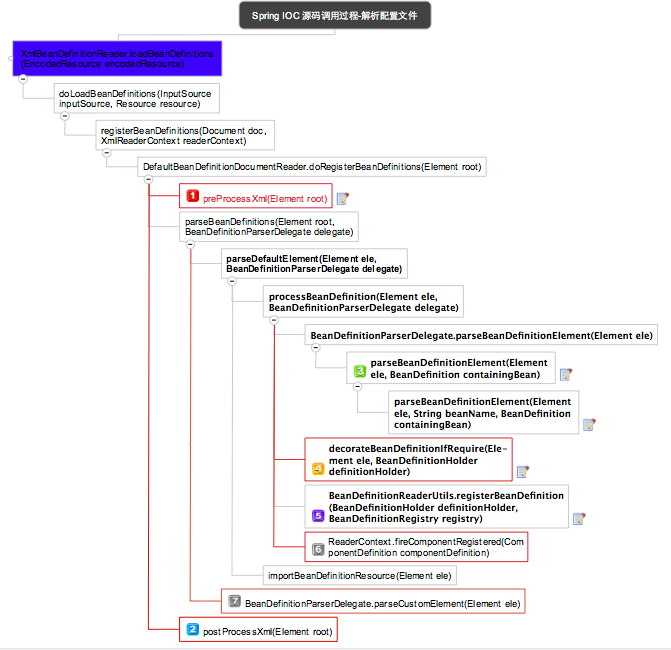 Spring IOC 源码调用过程-解析配置文件
XmlBeanDefinitionReader.loadBeanDefinitions
(EncodedResource encodedResource)
doLoadBeanDefinitions(InputSource
inputSource, Resource resource)
registerBeanDefinitions(Document doc,
XmlReaderContext readerContext)
DefaultBeanDefinitionDocumentReader.doRegisterBeanDefinitions(Element root)
1 preProcessXml(Element root)
parseBeanDefinitions(Element root,
BeanDefinitionParserDelegate delegate)
parseDefaultElement(Element ele,
BeanDefinitionParserDelegate delegate)
processBeanDefinition(Element ele,
BeanDefinitionParserDelegate delegate)
BeanDefinitionParserDelegate.parseBeanDefinitionElement(Element ele)
parseBeanDefinitionElement(Element
3 ele, BeanDefinition containingBean)
parseBeanDefinitionElement(Element
ele, String beanName, BeanDefinition
containingBean)
decorateBeanDefinitionIfRequire(Ele-
ment ele, BeanDefinitionHolder
4 definitionHolder)
BeanDefinitionReaderUtils.registerBeanDefinition
(BeanDefinitionHolder definitionHolder,
5 BeanDefinitionRegistry registry)
ReaderContext.fireComponentRegistered(Com
6 ponentDefinition componentDefinition)
importBeanDefinitionResource(Element ele)
7 BeanDefinitionParserDelegate.parseCustomElement(Element ele)
2 postProcessXml(Element root)